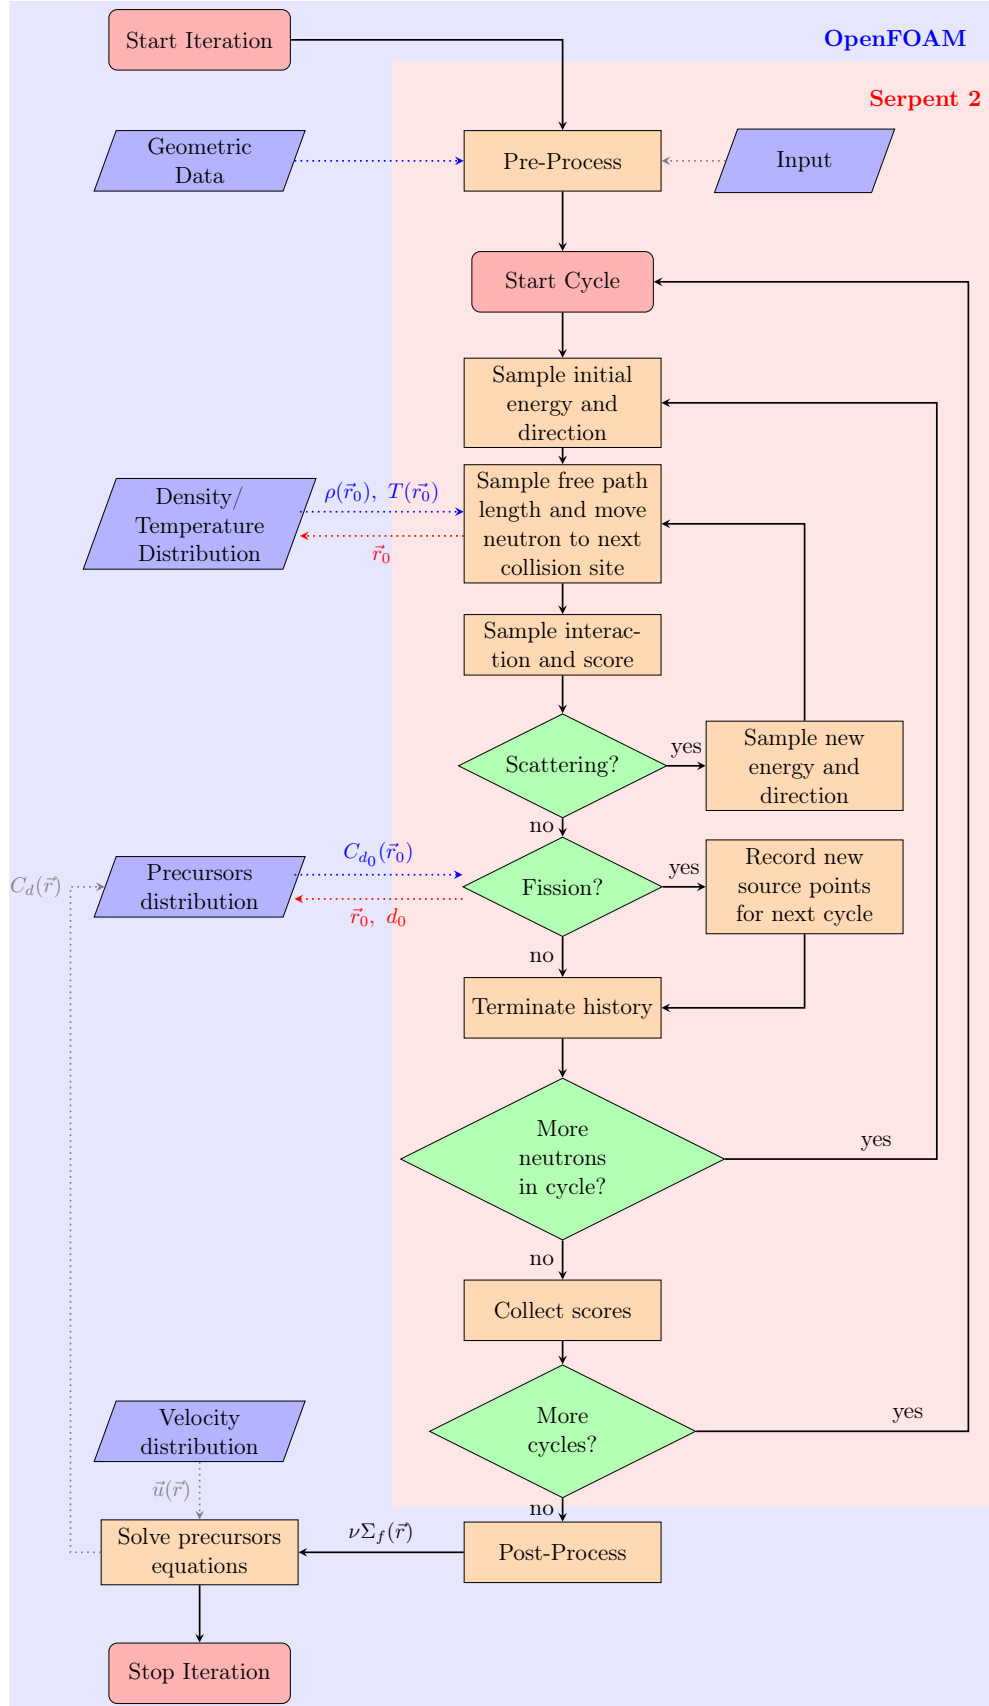 Start Iteration
OpenFOAM
Serpent 2
Geometric
Data
Pre-Process
Input
Start Cycle
Sample initial
energy and
direction
Density/
Temperature
Distribution
ρ(r⃗₀), T(r⃗₀)
r⃗₀
Sample free path
length and move
neutron to next
collision site
Sample interac-
tion and score
Scattering?
yes
Sample new
energy and
direction
no
C_{d₀}(r⃗₀)
C_d(r⃗)
Precursors
distribution
r⃗₀, d₀
Fission?
yes
Record new
source points
for next cycle
no
Terminate history
More
neutrons
in cycle?
yes
no
Collect scores
More
cycles?
yes
no
Velocity
distribution
u⃗(r⃗)
Solve precursors
equations
νΣ_f(r⃗)
Post-Process
Stop Iteration